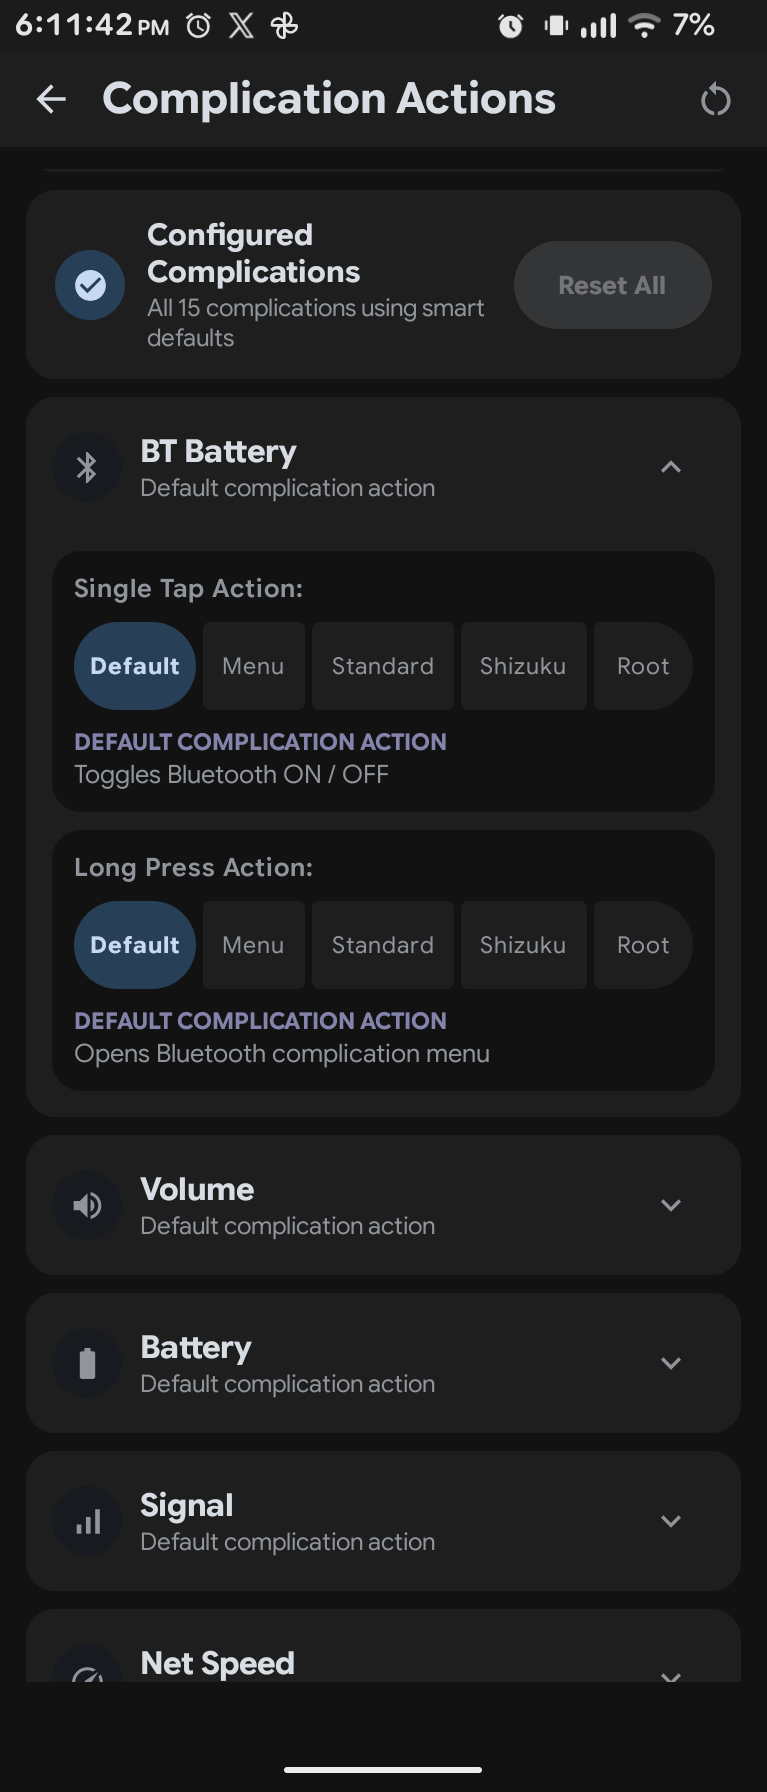 6:11:42 PM 7%
Complication Actions
Configured
Complications
All 15 complications using smart
defaults
Reset All
BT Battery
Default complication action
Single Tap Action:
Default Menu Standard Shizuku Root
DEFAULT COMPLICATION ACTION
Toggles Bluetooth ON / OFF
Long Press Action:
Default Menu Standard Shizuku Root
DEFAULT COMPLICATION ACTION
Opens Bluetooth complication menu
Volume
Default complication action
Battery
Default complication action
Signal
Default complication action
Net Speed